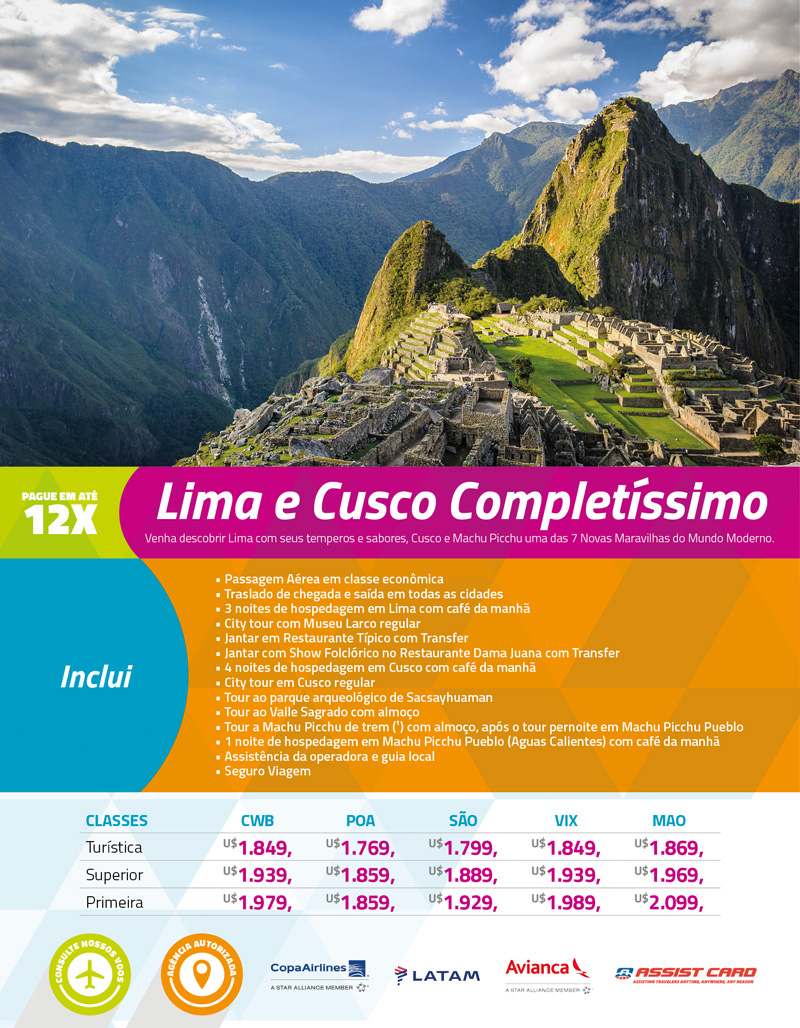 PAGUE EM ATÉ
12X
Lima e Cusco Completíssimo
Venha descobrir Lima com seus temperos e sabores, Cusco e Machu Picchu uma das 7 Novas Maravilhas do Mundo Moderno.
Inclui
• Passagem Aérea em classe econômica
• Traslado de chegada e saída em todas as cidades
• 3 noites de hospedagem em Lima com café da manhã
• City tour com Museu Larco regular
• Jantar em Restaurante Típico com Transfer
• Jantar com Show Folclórico no Restaurante Dama Juana com Transfer
• 4 noites de hospedagem em Cusco com café da manhã
• City tour em Cusco regular
• Tour ao parque arqueológico de Sacsayhuaman
• Tour ao Valle Sagrado com almoço
• Tour a Machu Picchu de trem (¹) com almoço, após o tour pernoite em Machu Picchu Pueblo
• 1 noite de hospedagem em Machu Picchu Pueblo (Aguas Calientes) com café da manhã
• Assistência da operadora e guia local
• Seguro Viagem
CLASSES CWB POA SÃO VIX MAO
Turística U$1.849, U$1.769, U$1.799, U$1.849, U$1.869,
Superior U$1.939, U$1.859, U$1.889, U$1.939, U$1.969,
Primeira U$1.979, U$1.859, U$1.929, U$1.989, U$2.099,
CONSULTE NOSSOS VOOS
AGÊNCIA AUTORIZADA
CopaAirlines
A STAR ALLIANCE MEMBER
LATAM
Avianca
A STAR ALLIANCE MEMBER
ASSIST CARD
ASSISTING TRAVELERS ANYTIME, ANYWHERE, ANY REASON